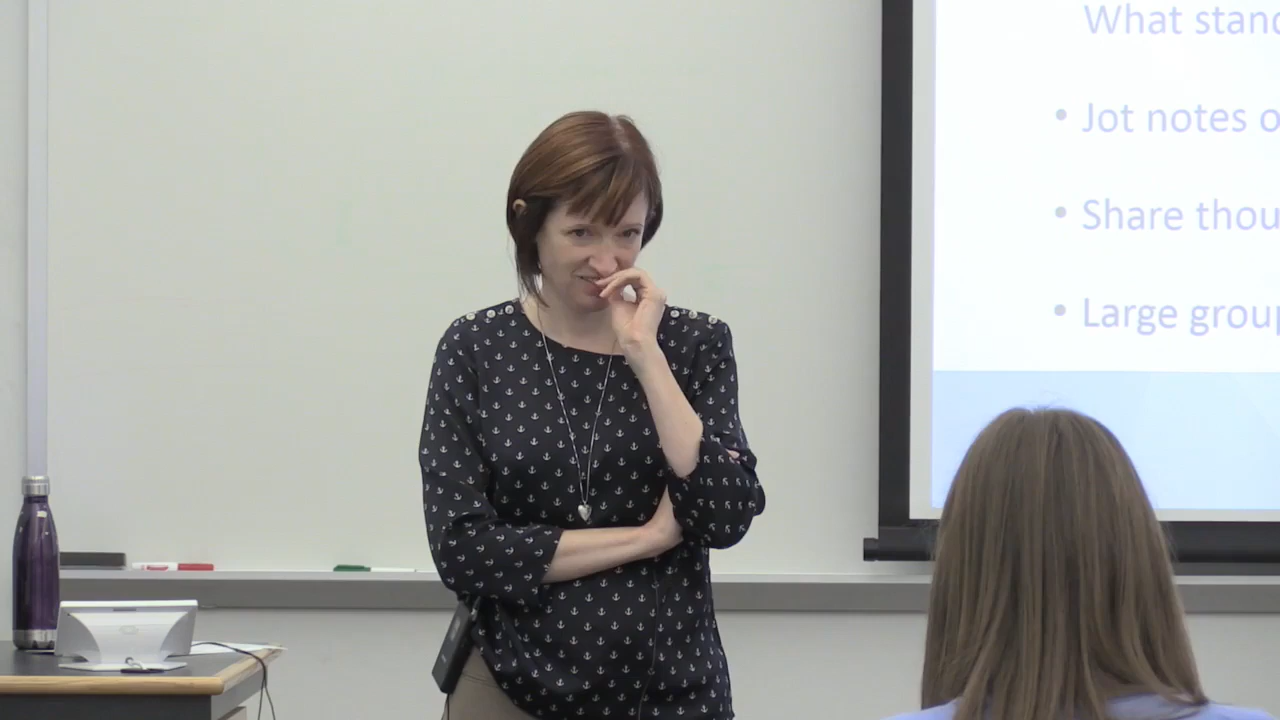 What stand
• Jot notes o
• Share thou
• Large grou